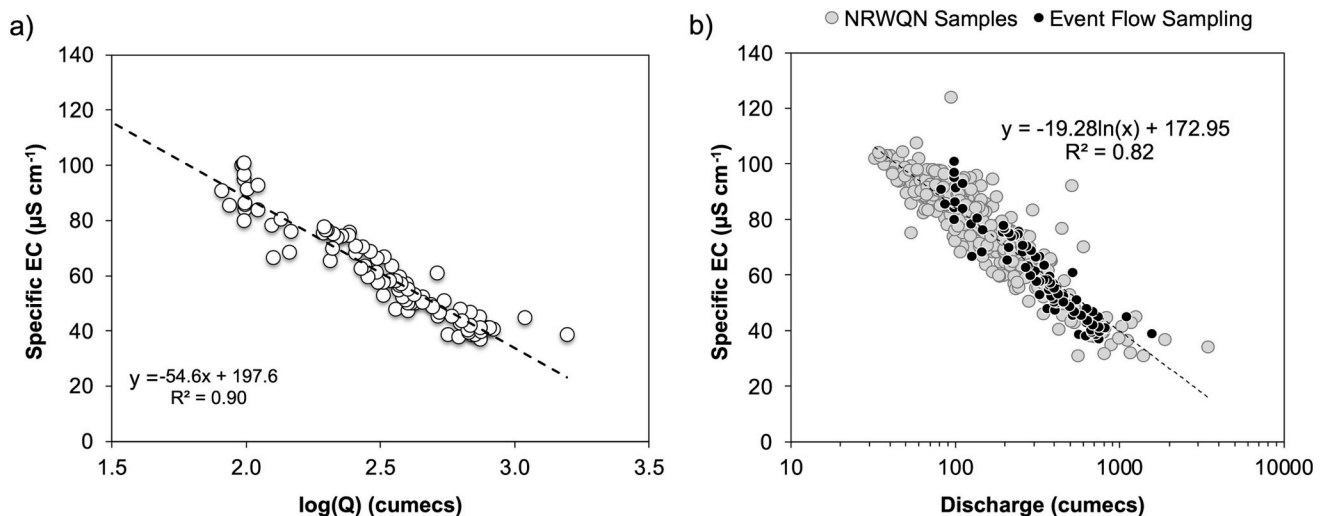 a)
140
120
100
80
60
40
20
0
Specific EC (µS cm⁻¹)
y =-54.6x + 197.6
R² = 0.90
1.5 2.0 2.5 3.0 3.5
log(Q) (cumecs)
b)
NRWQN Samples Event Flow Sampling
140
120
100
80
60
40
20
0
Specific EC (µS cm⁻¹)
y = -19.28ln(x) + 172.95
R² = 0.82
10 100 1000 10000
Discharge (cumecs)